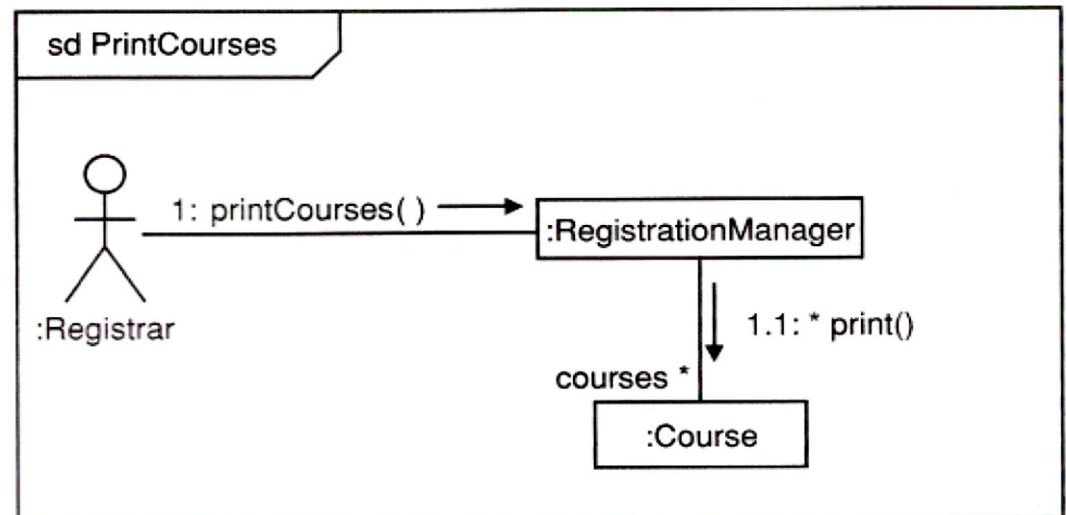 sd PrintCourses
1: printCourses( )
:RegistrationManager
:Registrar
1.1: * print()
courses *
:Course